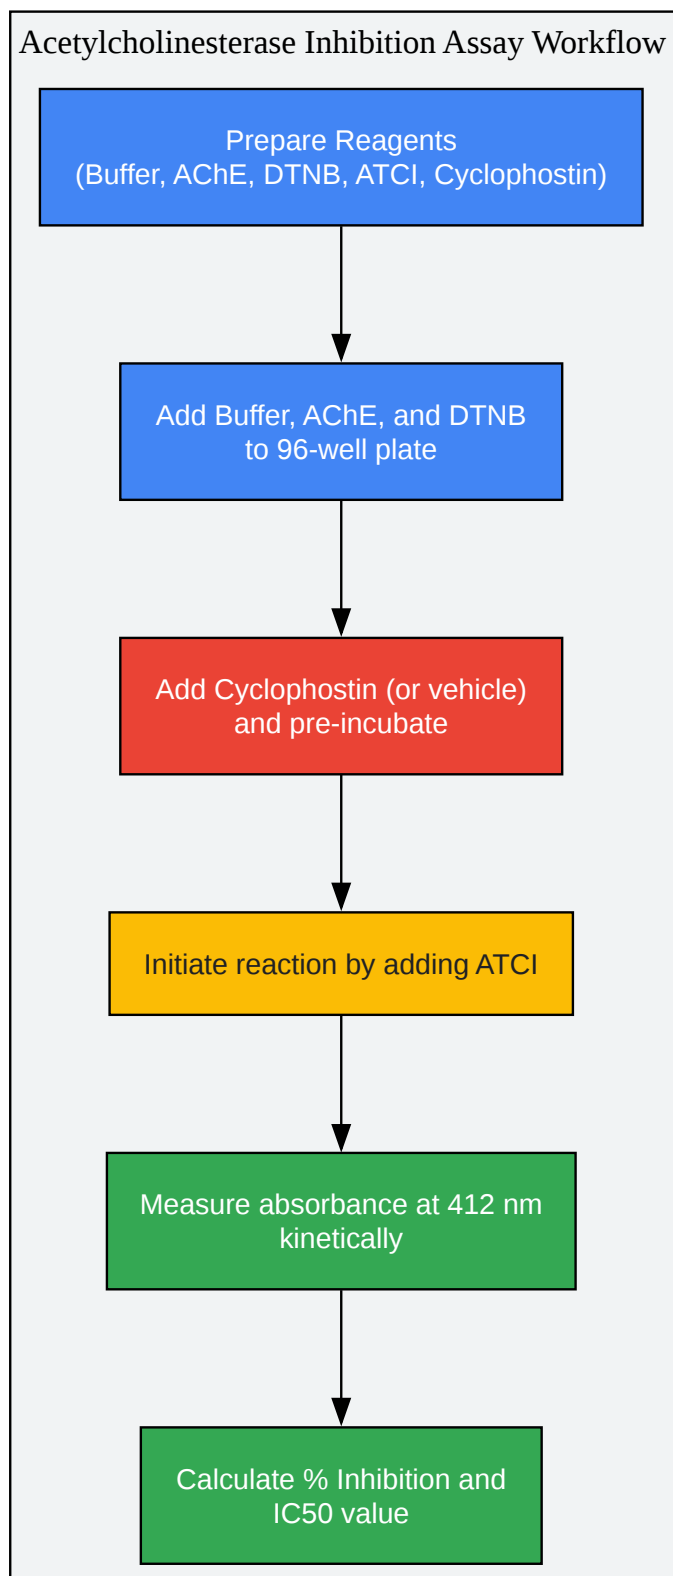 Acetylcholinesterase Inhibition Assay Workflow
Prepare Reagents
(Buffer, AChE, DTNB, ATCI, Cyclophostin)
Add Buffer, AChE, and DTNB
to 96-well plate
Add Cyclophostin (or vehicle)
and pre-incubate
Initiate reaction by adding ATCI
Measure absorbance at 412 nm
kinetically
Calculate % Inhibition and
IC50 value